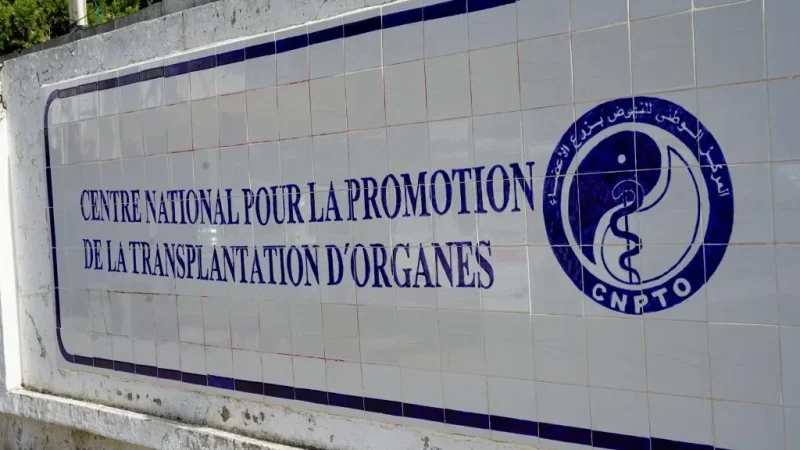 CENTRE NATIONAL POUR LA PROMOTION
DE LA TRANSPLANTATION D'ORGANES
المركز الوطني للنهوض بزرع الأعضاء
CNPTO